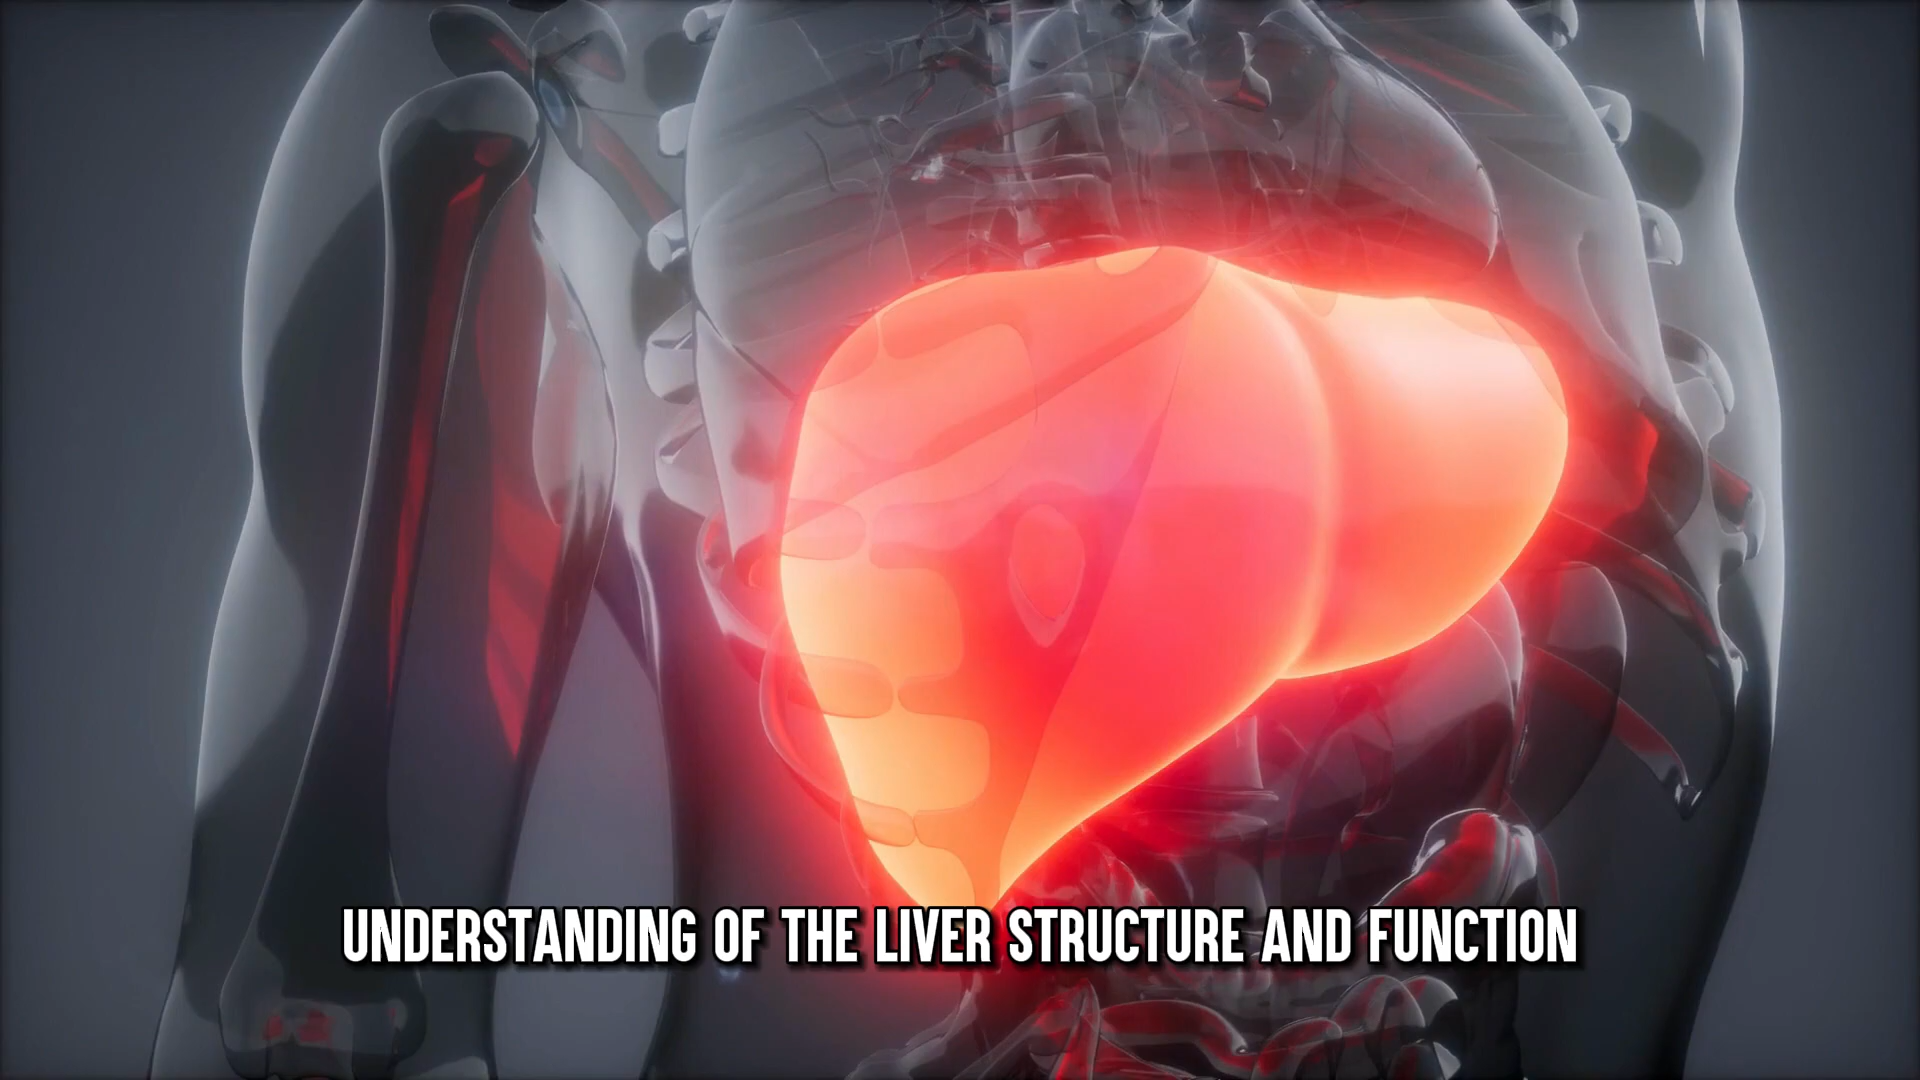 UNDERSTANDING OF THE LIVER STRUCTURE AND FUNCTION